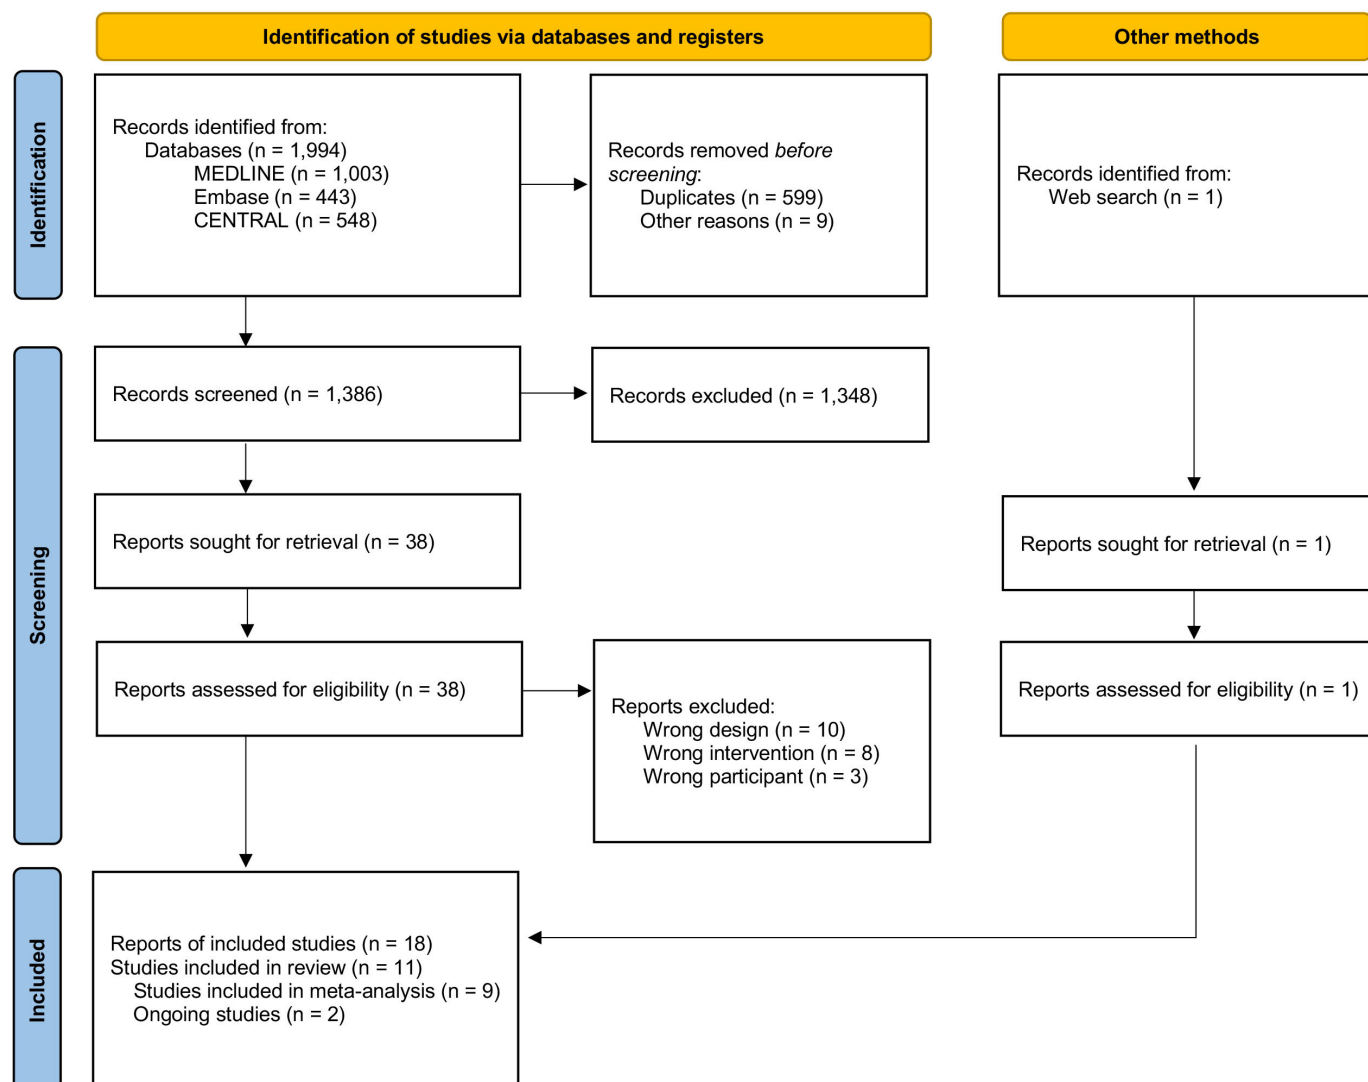 Identification of studies via databases and registers
Other methods
Identification
Records identified from:
Databases (n = 1,994)
MEDLINE (n = 1,003)
Embase (n = 443)
CENTRAL (n = 548)
Records removed before
screening:
Duplicates (n = 599)
Other reasons (n = 9)
Records identified from:
Web search (n = 1)
Screening
Records screened (n = 1,386)
Records excluded (n = 1,348)
Reports sought for retrieval (n = 38)
Reports sought for retrieval (n = 1)
Reports assessed for eligibility (n = 38)
Reports excluded:
Wrong design (n = 10)
Wrong intervention (n = 8)
Wrong participant (n = 3)
Reports assessed for eligibility (n = 1)
Included
Reports of included studies (n = 18)
Studies included in review (n = 11)
Studies included in meta-analysis (n = 9)
Ongoing studies (n = 2)